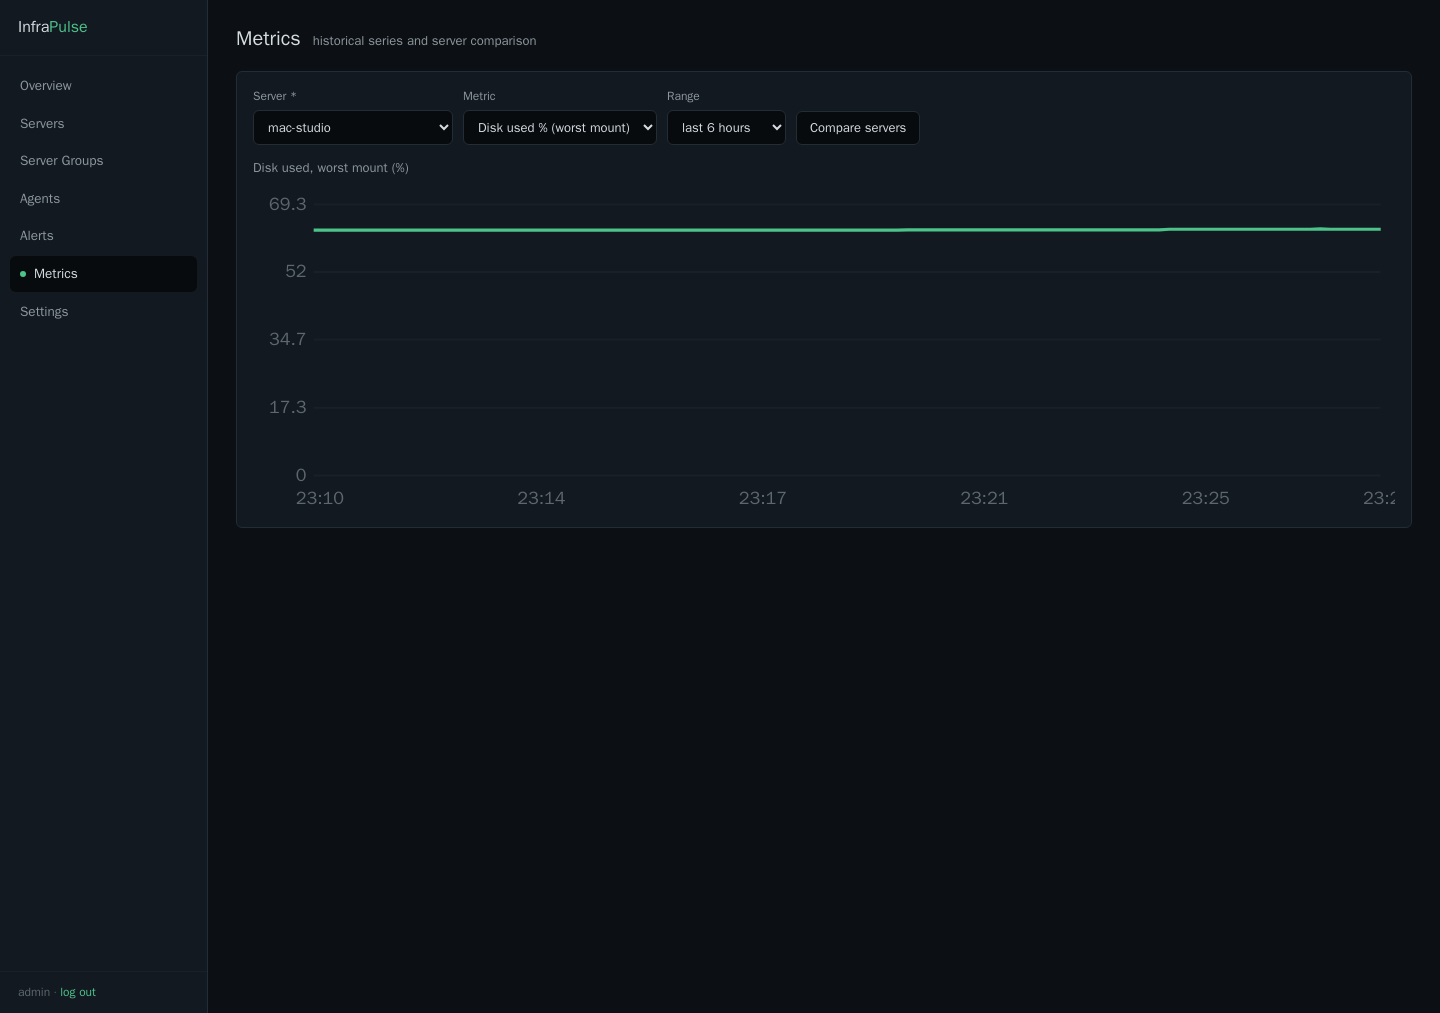 InfraPulse
Overview
Servers
Server Groups
Agents
Alerts
Metrics
Settings
admin · log out
Metrics historical series and server comparison
Server * Metric Range
mac-studio Disk used % (worst mount) last 6 hours Compare servers
Disk used, worst mount (%)
69.3
52
34.7
17.3
0
23:10 23:14 23:17 23:21 23:25